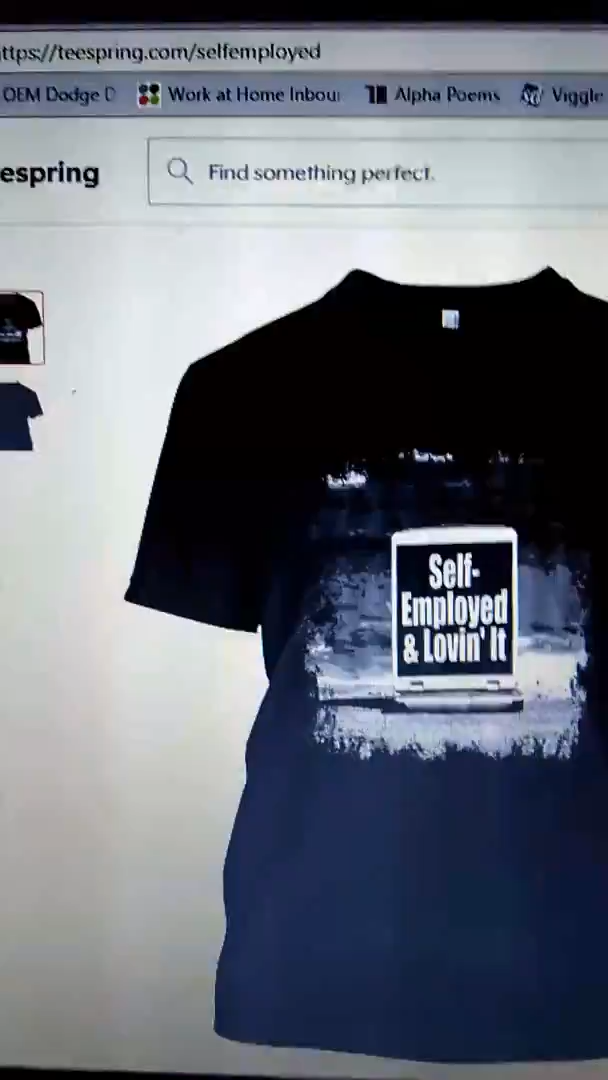 ttps://teespring.com/selfemployed
OEM Dodge D
Work at Home Inbou
Alpha Poems
Viggle
espring
Find something perfect.
Self-
Employed
& Lovin' It